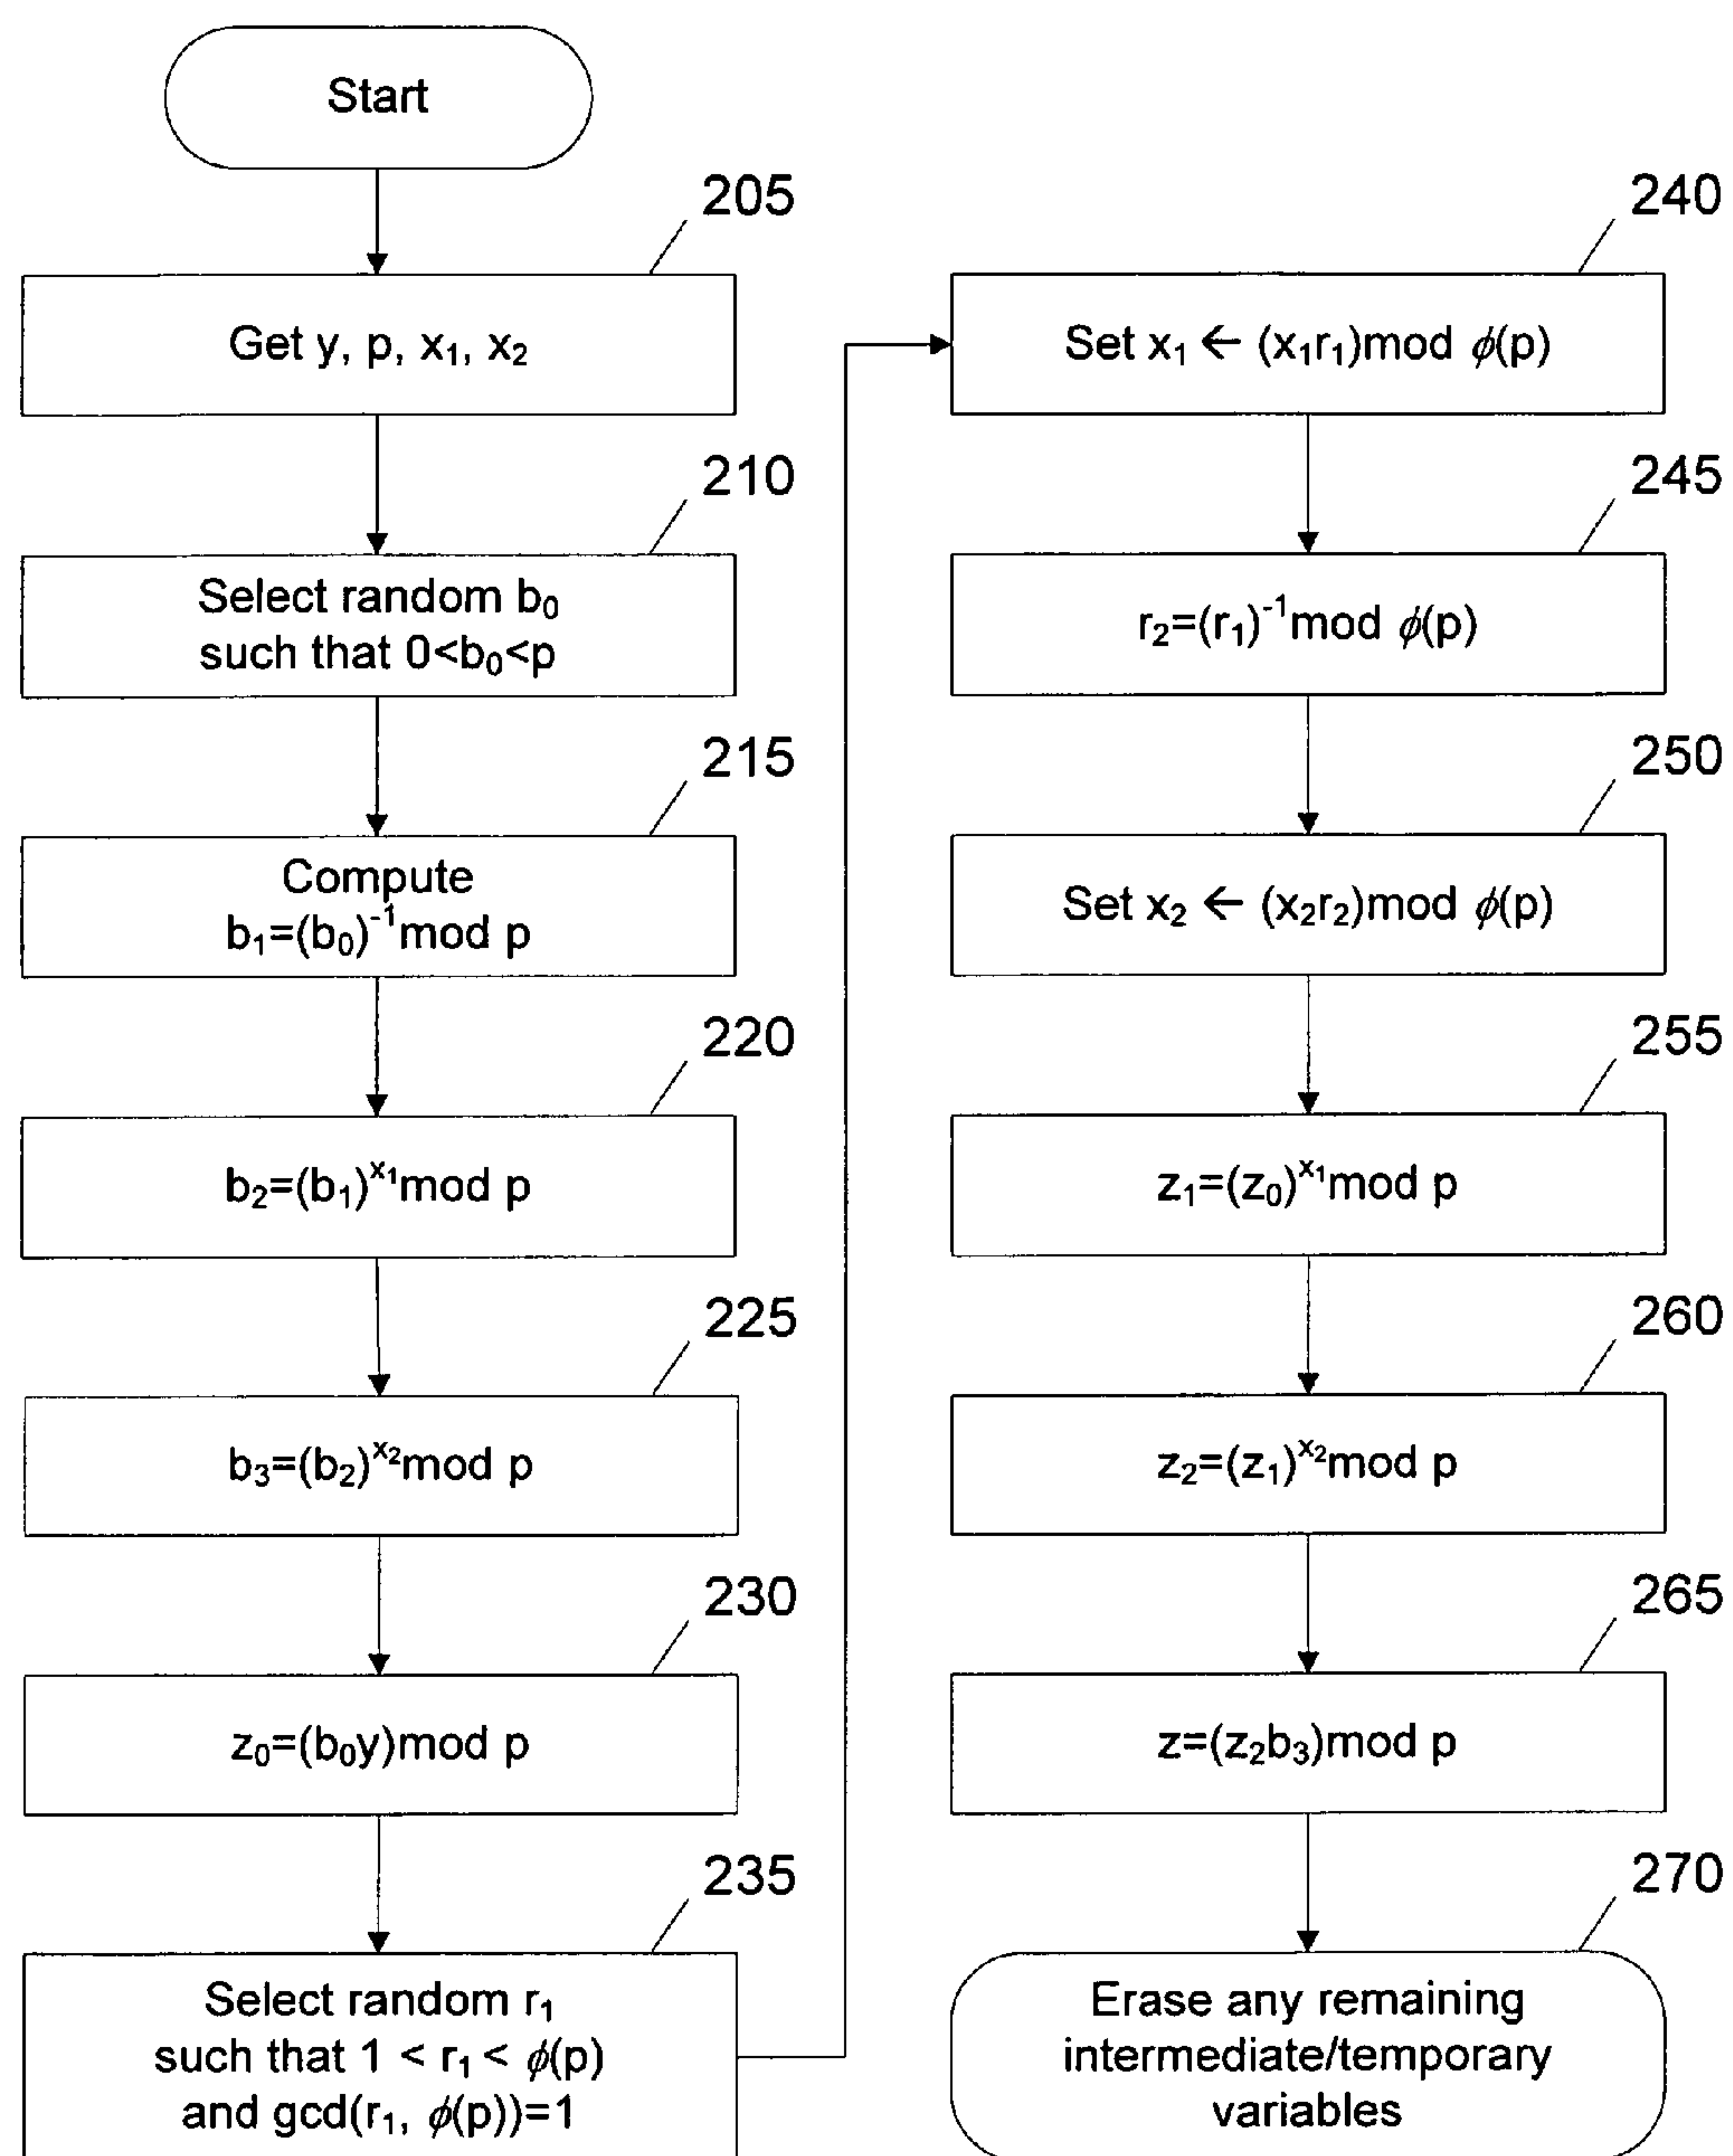 Start
205
Get y, p, x₁, x₂
210
Select random b₀
such that 0<b₀<p
215
Compute
b₁=(b₀)⁻¹mod p
220
b₂=(b₁)^x₁mod p
225
b₃=(b₂)^x₂mod p
230
z₀=(b₀y)mod p
235
Select random r₁
such that 1 < r₁ < ϕ(p)
and gcd(r₁, ϕ(p))=1
240
Set x₁ ← (x₁r₁)mod ϕ(p)
245
r₂=(r₁)⁻¹mod ϕ(p)
250
Set x₂ ← (x₂r₂)mod ϕ(p)
255
z₁=(z₀)^x₁mod p
260
z₂=(z₁)^x₂mod p
265
z=(z₂b₃)mod p
270
Erase any remaining
intermediate/temporary
variables